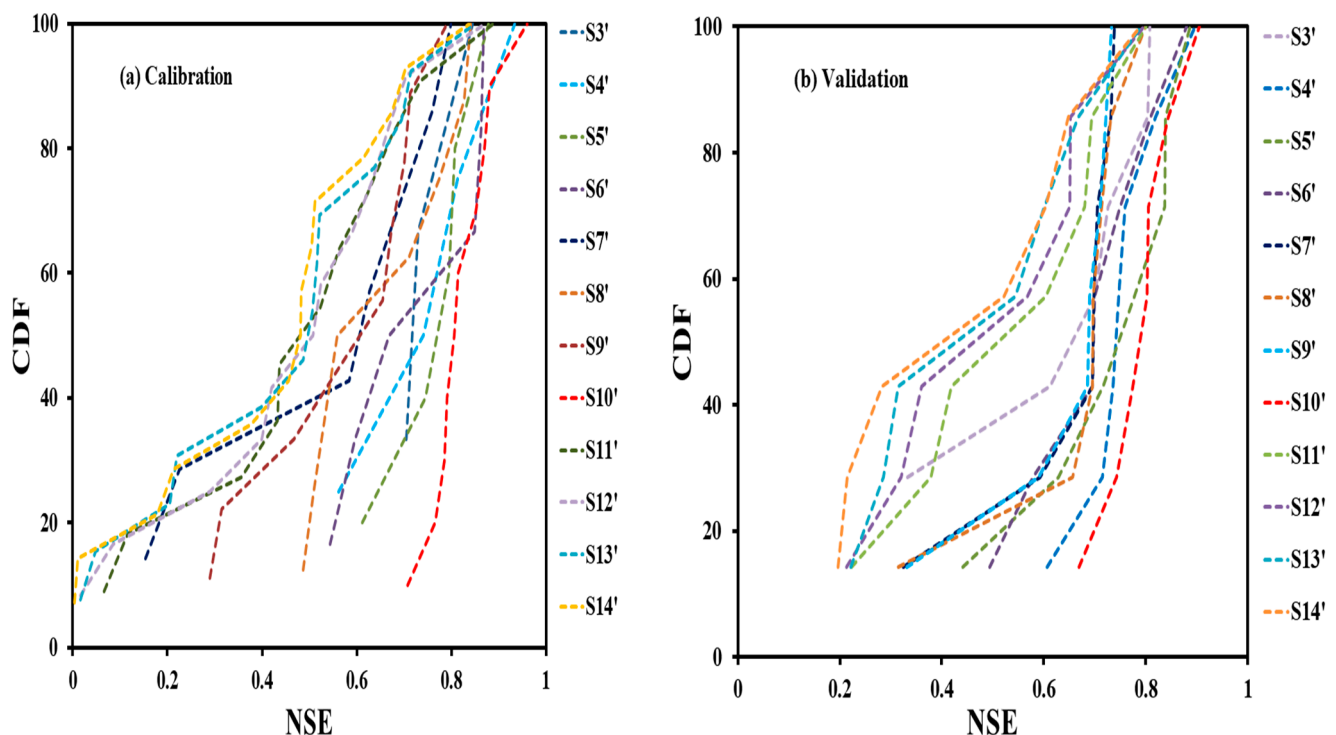 (a) Calibration
CDF
100
80
60
40
20
0
0 0.2 0.4 0.6 0.8 1
NSE
S3'
S4'
S5'
S6'
S7'
S8'
S9'
S10'
S11'
S12'
S13'
S14'
(b) Validation
CDF
100
80
60
40
20
0
0 0.2 0.4 0.6 0.8 1
NSE
S3'
S4'
S5'
S6'
S7'
S8'
S9'
S10'
S11'
S12'
S13'
S14'